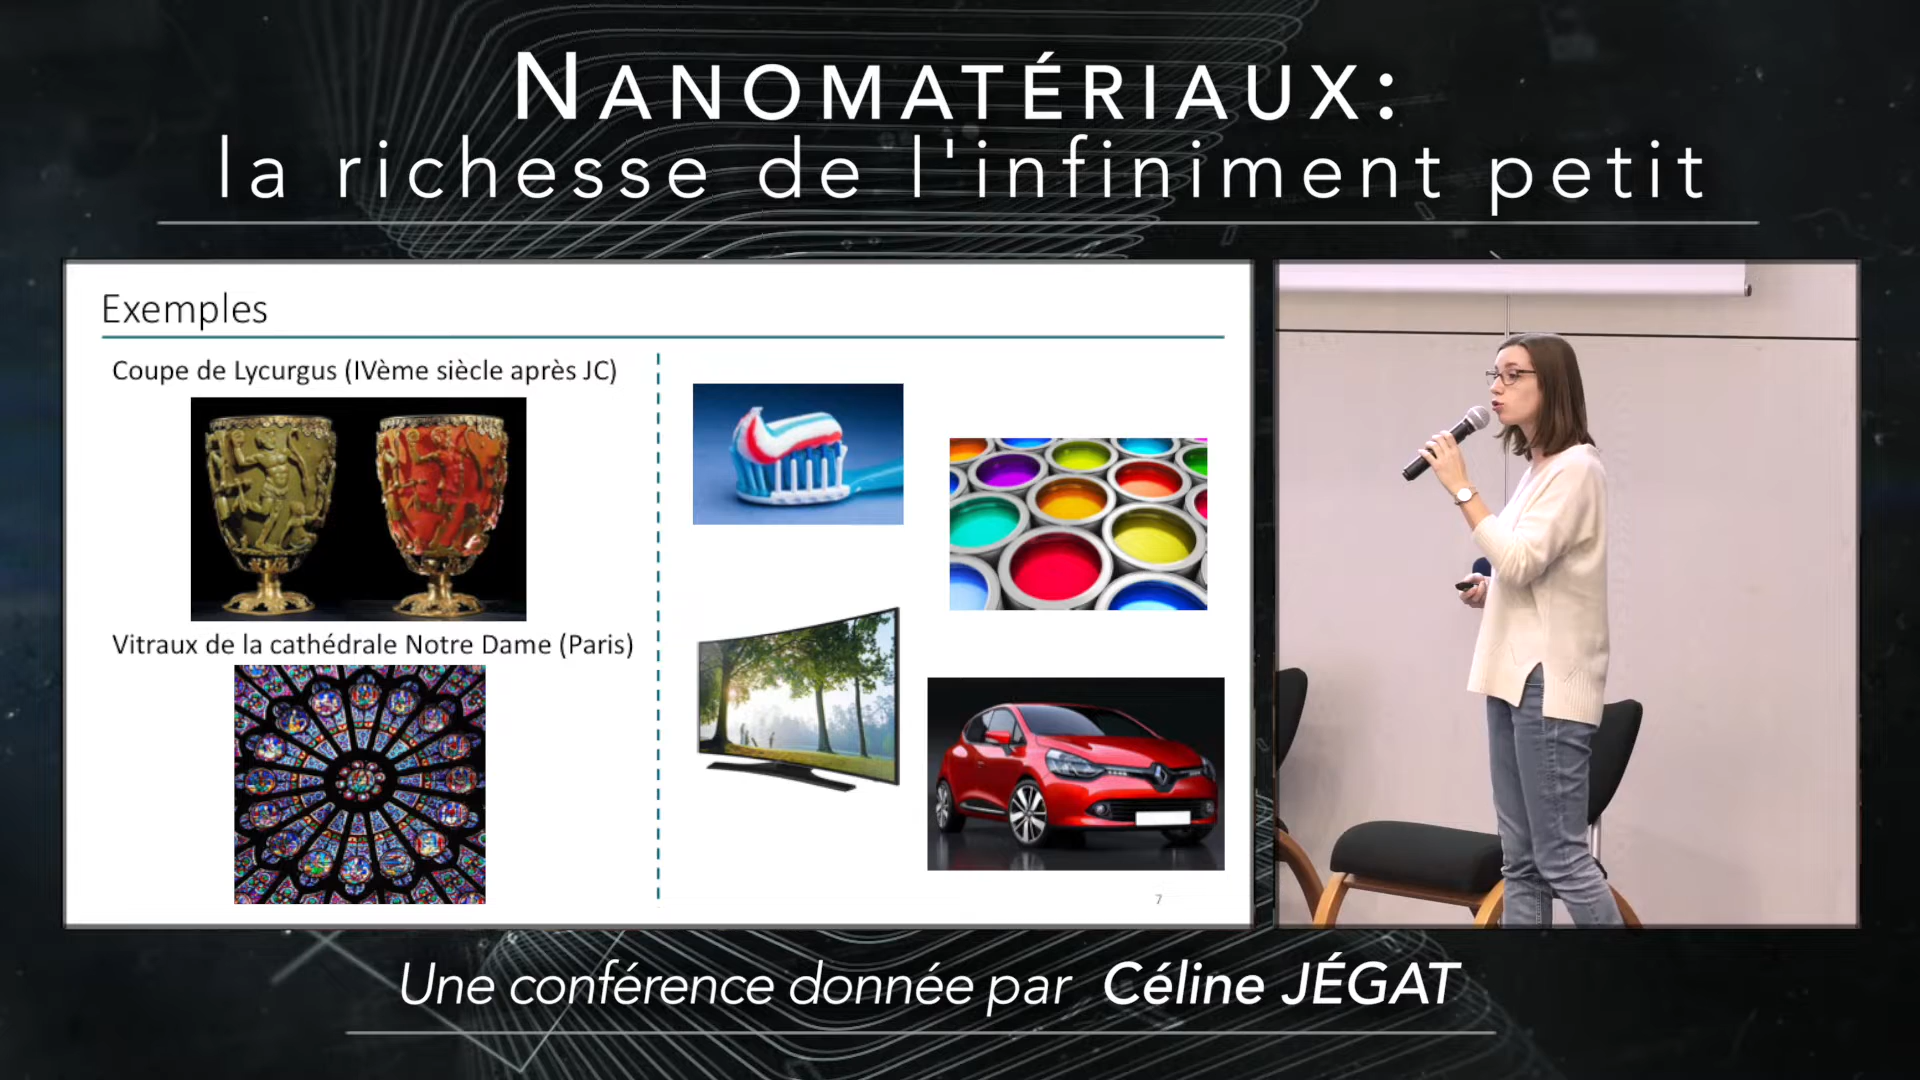 NANOMATÉRIAUX:
la richesse de l'infiniment petit
Exemples
Coupe de Lycurgus (IVème siècle après JC)
Vitraux de la cathédrale Notre Dame (Paris)
7
Une conférence donnée par Céline JÉGAT